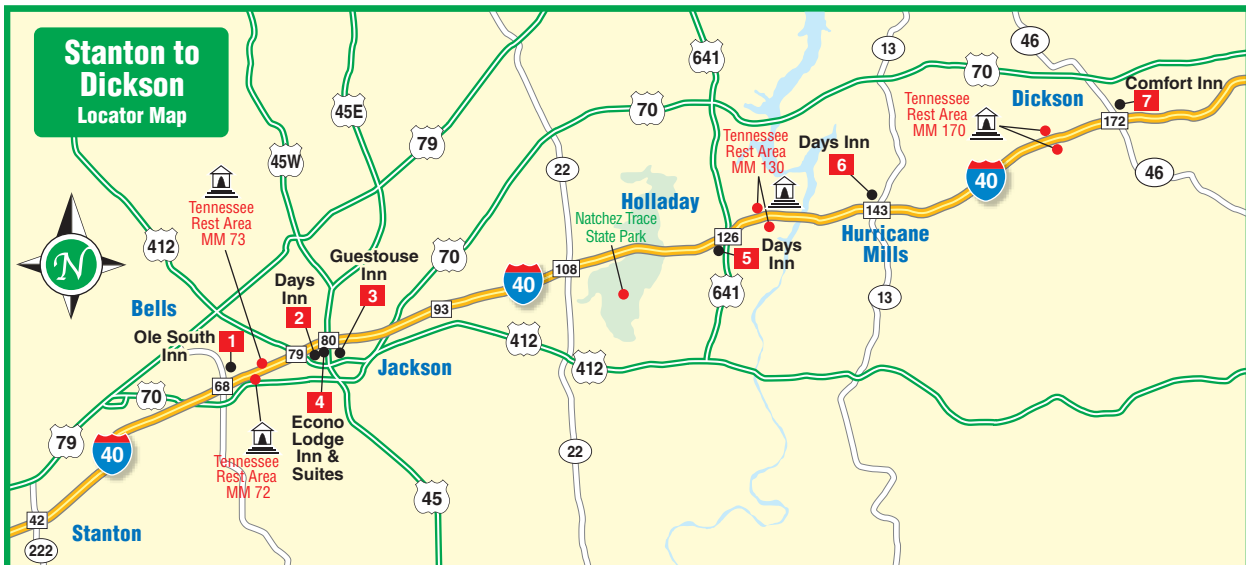 Stanton to
Dickson
Locator Map
641
13
46
70
45E
70
79
Tennessee
Rest Area
MM 170
Dickson
Comfort Inn
7
172
45W
22
Tennessee
Rest Area
MM 130
Days Inn
6
46
40
Tennessee
Rest Area
MM 73
Holladay
Natchez Trace
State Park
143
Hurricane
Mills
412
70
126
5
Days
Inn
N
Guestouse
Inn
3
Days
Inn
2
108
40
641
13
Bells
93
Ole South
Inn
1
80
79
412
412
Jackson
68
70
4
Econo
Lodge
Inn &
Suites
79
40
Tennessee
Rest Area
MM 72
22
45
42
Stanton
222